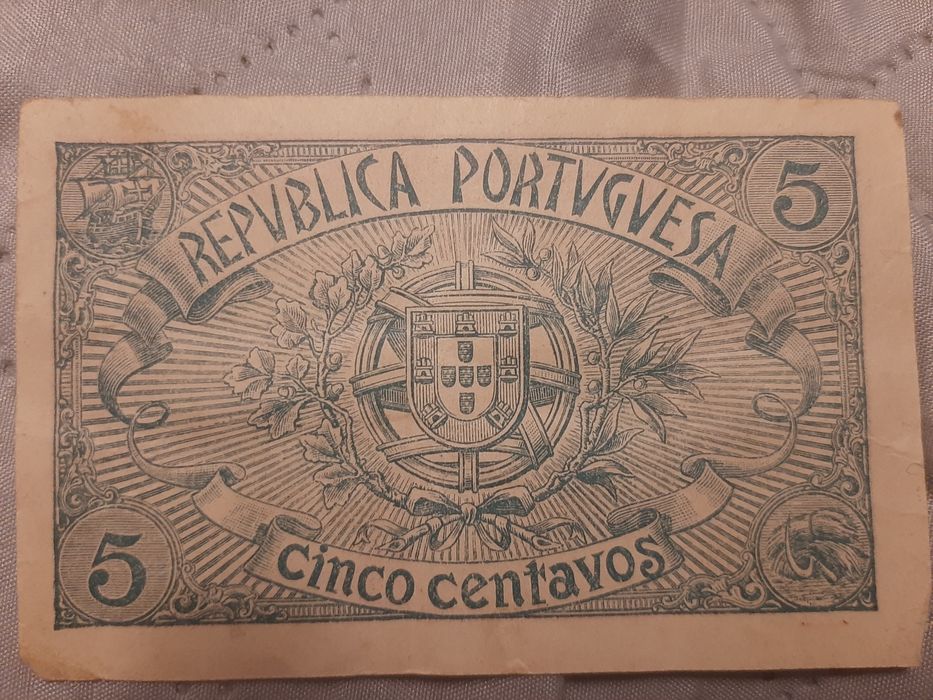 REPVBLICA PORTVGVESA
5
5
cinco centavos